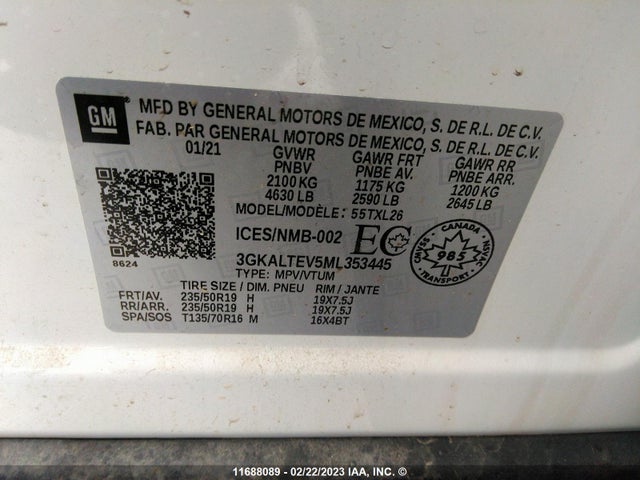 GM
MFD BY GENERAL MOTORS DE MEXICO, S. DE R.L. DE C.V.
FAB. PAR GENERAL MOTORS DE MEXICO, S. DE R.L. DE C.V.
01/21 GVWR GAWR FRT GAWR RR
PNBV PNBE AV. PNBE ARR.
2100 KG 1175 KG 1200 KG
4630 LB 2590 LB 2645 LB
MODEL/MODÈLE: 55TXL26
ICES/NMB-002 EC
CANADA
985
CVESS NSVAC
3GKALTEV5ML353445
8624
TYPE: MPV/VTUM
TIRE SIZE / DIM. PNEU RIM / JANTE
FRT/AV. 235/50R19 H 19X7.5J
RR/ARR. 235/50R19 H 19X7.5J
SPA/SOS T135/70R16 M 16X4BT
11688089 - 02/22/2023 IAA, INC. ©